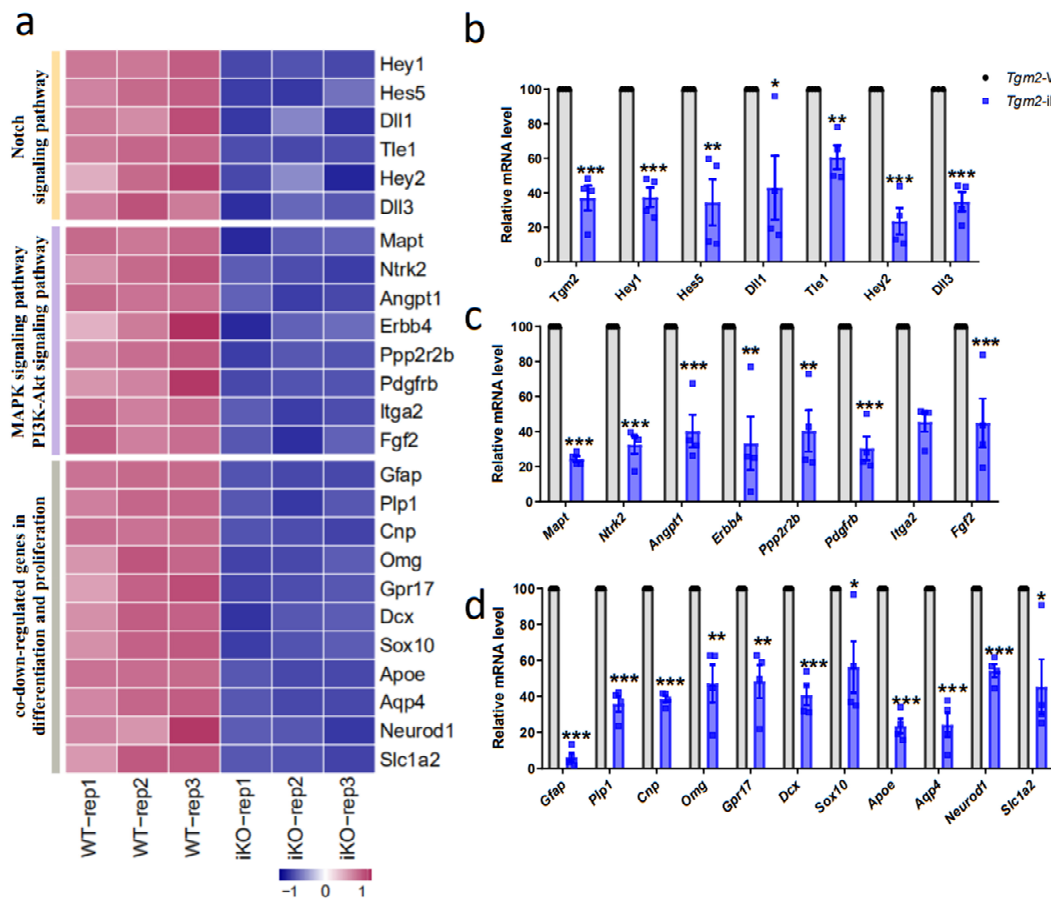 a
Notch
signaling pathway
Hey1
Hes5
Dll1
Tle1
Hey2
Dll3
MAPK signaling pathway
PI3K-Akt signaling pathway
Mapt
Ntrk2
Angpt1
Erbb4
Ppp2r2b
Pdgfrb
Itga2
Fgf2
co-down-regulated genes in
differentiation and proliferation
Gfap
Plp1
Cnp
Omg
Gpr17
Dcx
Sox10
Apoe
Aqp4
Neurod1
Slc1a2
WT−rep1
WT−rep2
WT−rep3
iKO−rep1
iKO−rep2
iKO−rep3
−1 0 1
b
Tgm2-
Tgm2-i
Relative mRNA level
100
80
60
40
20
0
*** *** ** * ** *** ***
Tgm2 Hey1 Hes5 Dll1 Tle1 Hey2 Dll3
c
Relative mRNA level
100
80
60
40
20
0
*** *** *** ** ** *** ***
Mapt Ntrk2 Angpt1 Erbb4 Ppp2r2b Pdgfrb Itga2 Fgf2
d
Relative mRNA level
100
80
60
40
20
0
*** *** *** ** ** *** * *** *** *** *
Gfap Plp1 Cnp Omg Gpr17 Dcx Sox10 Apoe Aqp4 Neurod1 Slc1a2